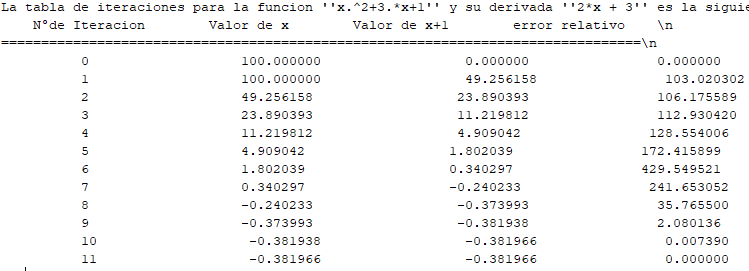 La tabla de iteraciones para la funcion ''x.^2+3.*x+1'' y su derivada ''2*x + 3'' es la siguie
N°de Iteracion Valor de x Valor de x+1 error relativo \n
================================================================================\n
0 100.000000 0.000000 0.000000
1 100.000000 49.256158 103.020302
2 49.256158 23.890393 106.175589
3 23.890393 11.219812 112.930420
4 11.219812 4.909042 128.554006
5 4.909042 1.802039 172.415899
6 1.802039 0.340297 429.549521
7 0.340297 -0.240233 241.653052
8 -0.240233 -0.373993 35.765500
9 -0.373993 -0.381938 2.080136
10 -0.381938 -0.381966 0.007390
11 -0.381966 -0.381966 0.000000